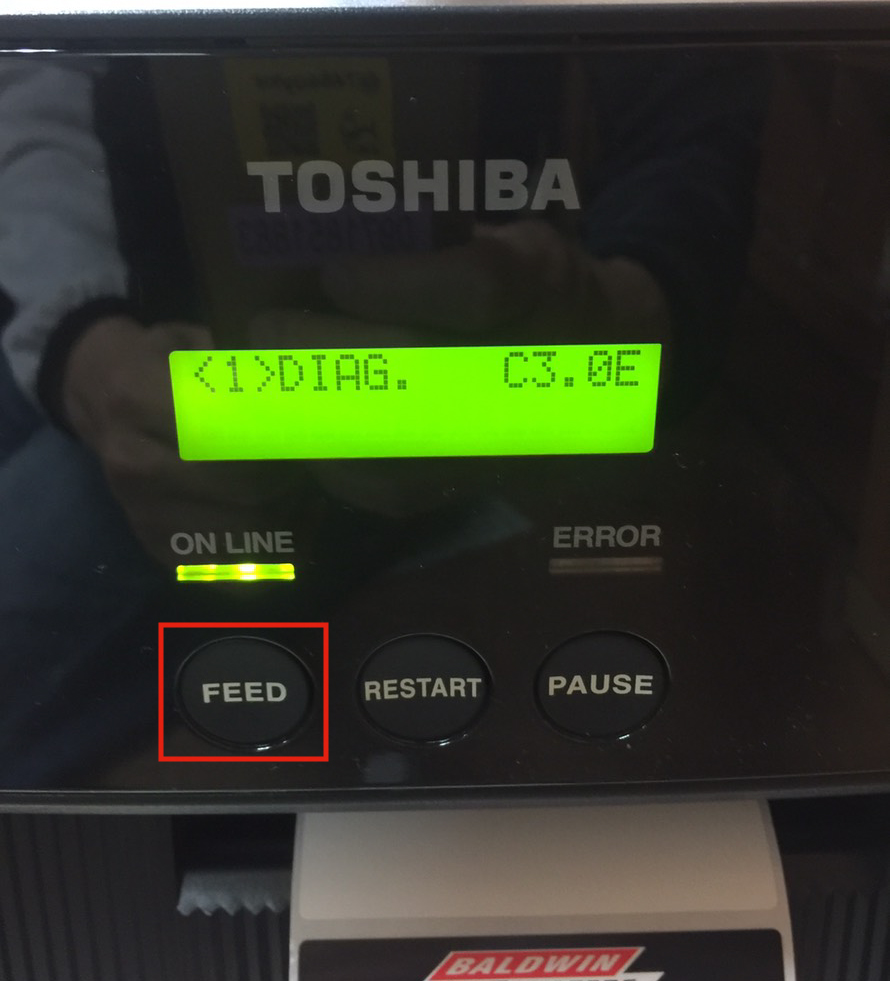 TOSHIBA
<1>DIAG. C3.0E
ON LINE
ERROR
FEED
RESTART
PAUSE
BALDWIN